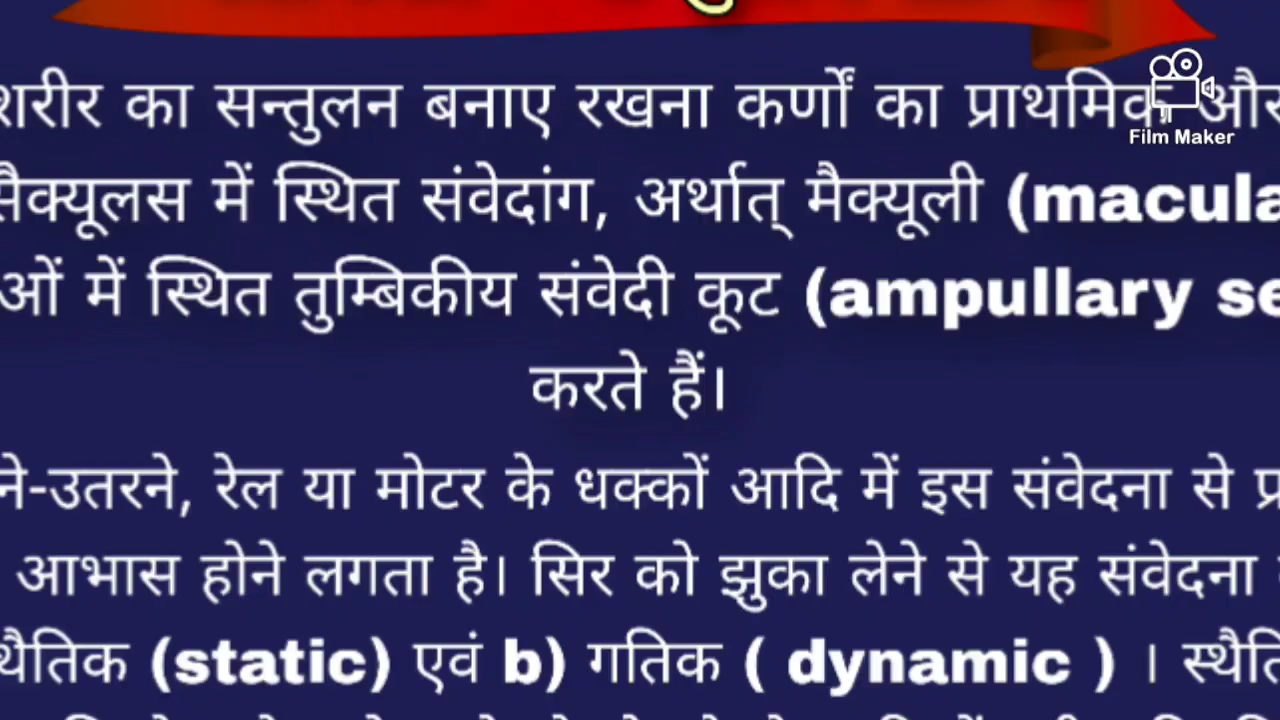 शरीर का सन्तुलन बनाए रखना कर्णों का प्राथमिक, और
Film Maker
सैक्यूलस में स्थित संवेदांग, अर्थात् मैक्यूली (macula
ओं में स्थित तुम्बिकीय संवेदी कूट (ampullary se
करते हैं।
ने-उतरने, रेल या मोटर के धक्कों आदि में इस संवेदना से प्र
आभास होने लगता है। सिर को झुका लेने से यह संवेदना
थैतिक (static) एवं b) गतिक ( dynamic ) । स्थैति